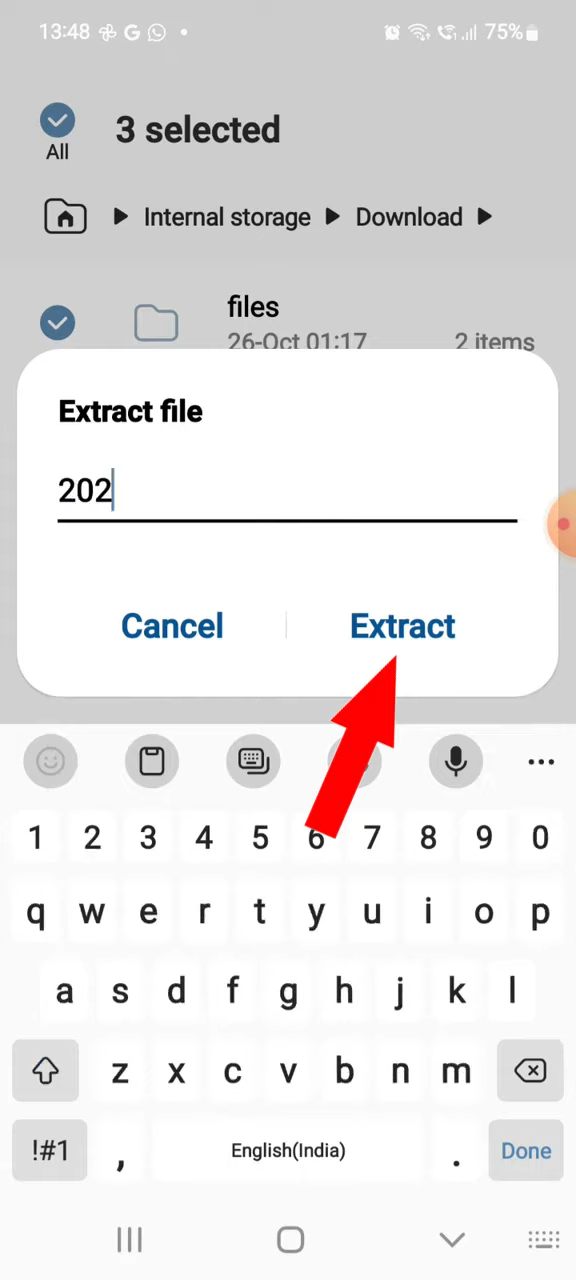 13:48 G 75%
3 selected
All
Internal storage Download
files
26-Oct 01:17 2 items
Extract file
202
Cancel Extract
1 2 3 4 5 6 7 8 9 0
q w e r t y u i o p
a s d f g h j k l
z x c v b n m
!#1 , English(India) . Done